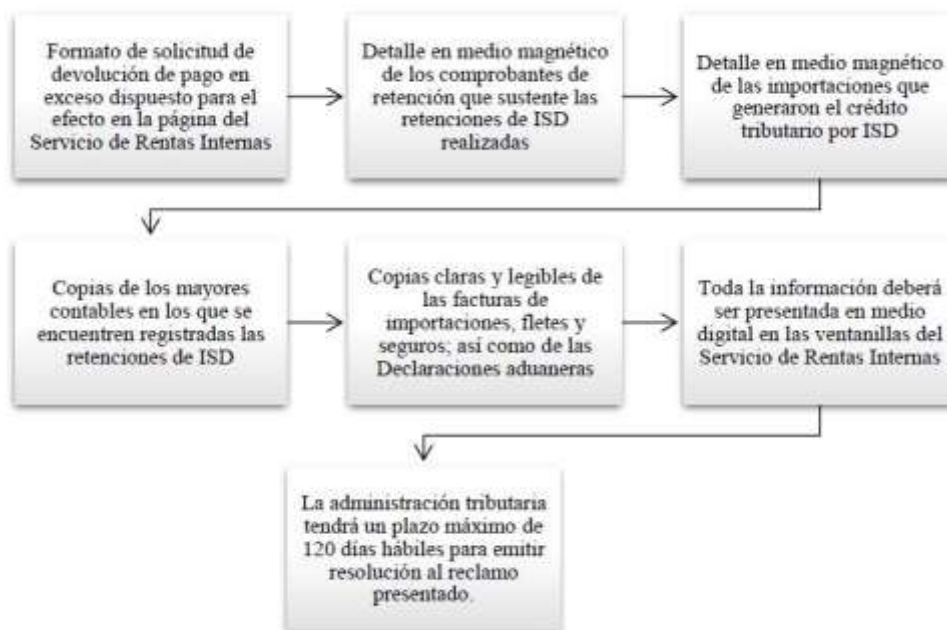 Formato de solicitud de
devolución de pago en
exceso dispuesto para el
efecto en la página del
Servicio de Rentas Internas
Detalle en medio magnético
de los comprobantes de
retención que sustente las
retenciones de ISD
realizadas
Detalle en medio magnético
de las importaciones que
generaron el crédito
tributario por ISD
Copias de los mayores
contables en los que se
encuentren registradas las
retenciones de ISD
Copias claras y legibles de
las facturas de
importaciones, fletes y
seguros; así como de las
Declaraciones aduaneras
Toda la información deberá
ser presentada en medio
digital en las ventanillas del
Servicio de Rentas Internas
La administración tributaria
tendrá un plazo máximo de
120 días hábiles para emitir
resolución al reclamo
presentado.